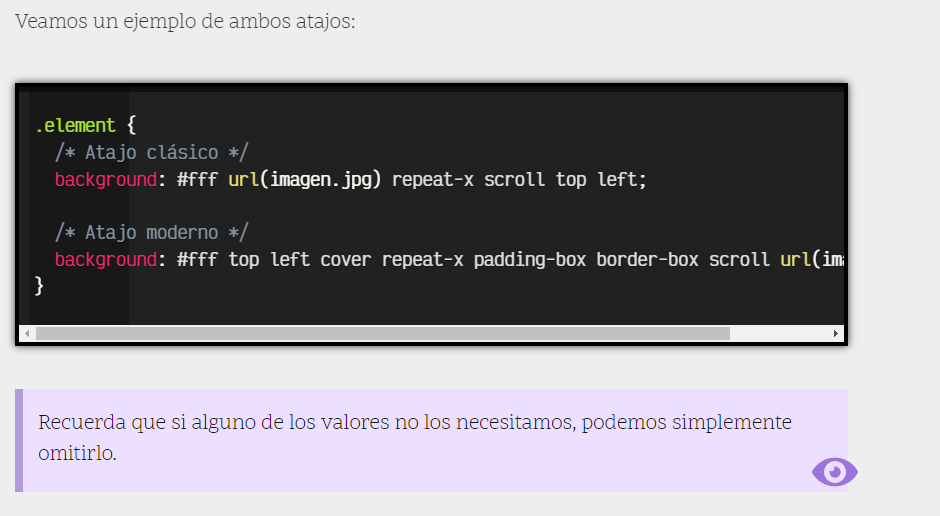 Veamos un ejemplo de ambos atajos:
.element {
/* Atajo clásico */
background: #fff url(imagen.jpg) repeat-x scroll top left;
/* Atajo moderno */
background: #fff top left cover repeat-x padding-box border-box scroll url(
}
Recuerda que si alguno de los valores no los necesitamos, podemos simplemente
omitirlo.